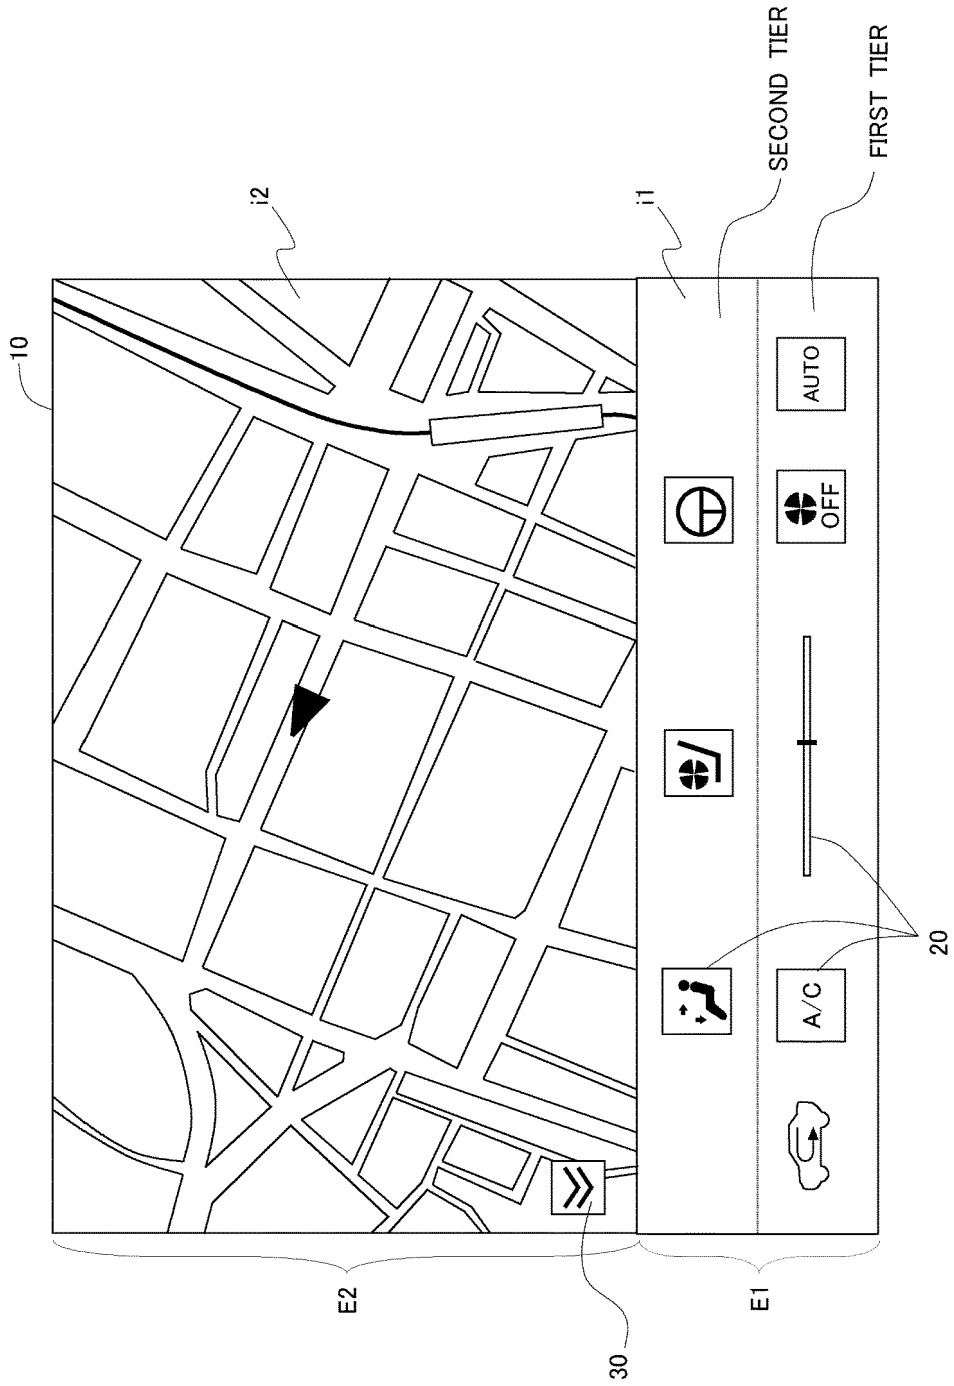 10
i2
E2
30
i1
SECOND TIER
FIRST TIER
E1
A/C
OFF
AUTO
20